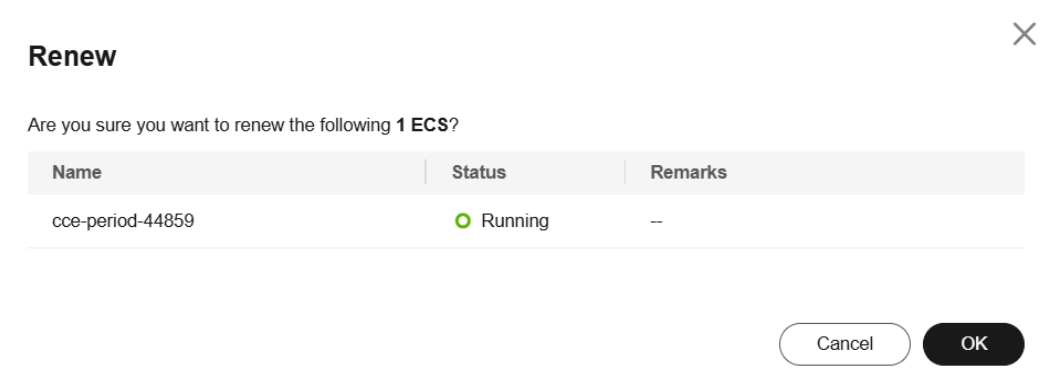 Renew
Are you sure you want to renew the following 1 ECS?
Name Status Remarks
cce-period-44859 Running --
Cancel OK